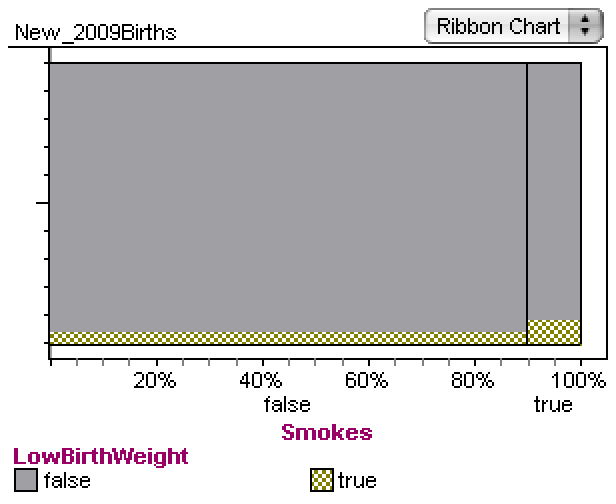 New_2009Births Ribbon Chart
20% 40% 60% 80% 100%
false true
Smokes
LowBirthWeight
false true